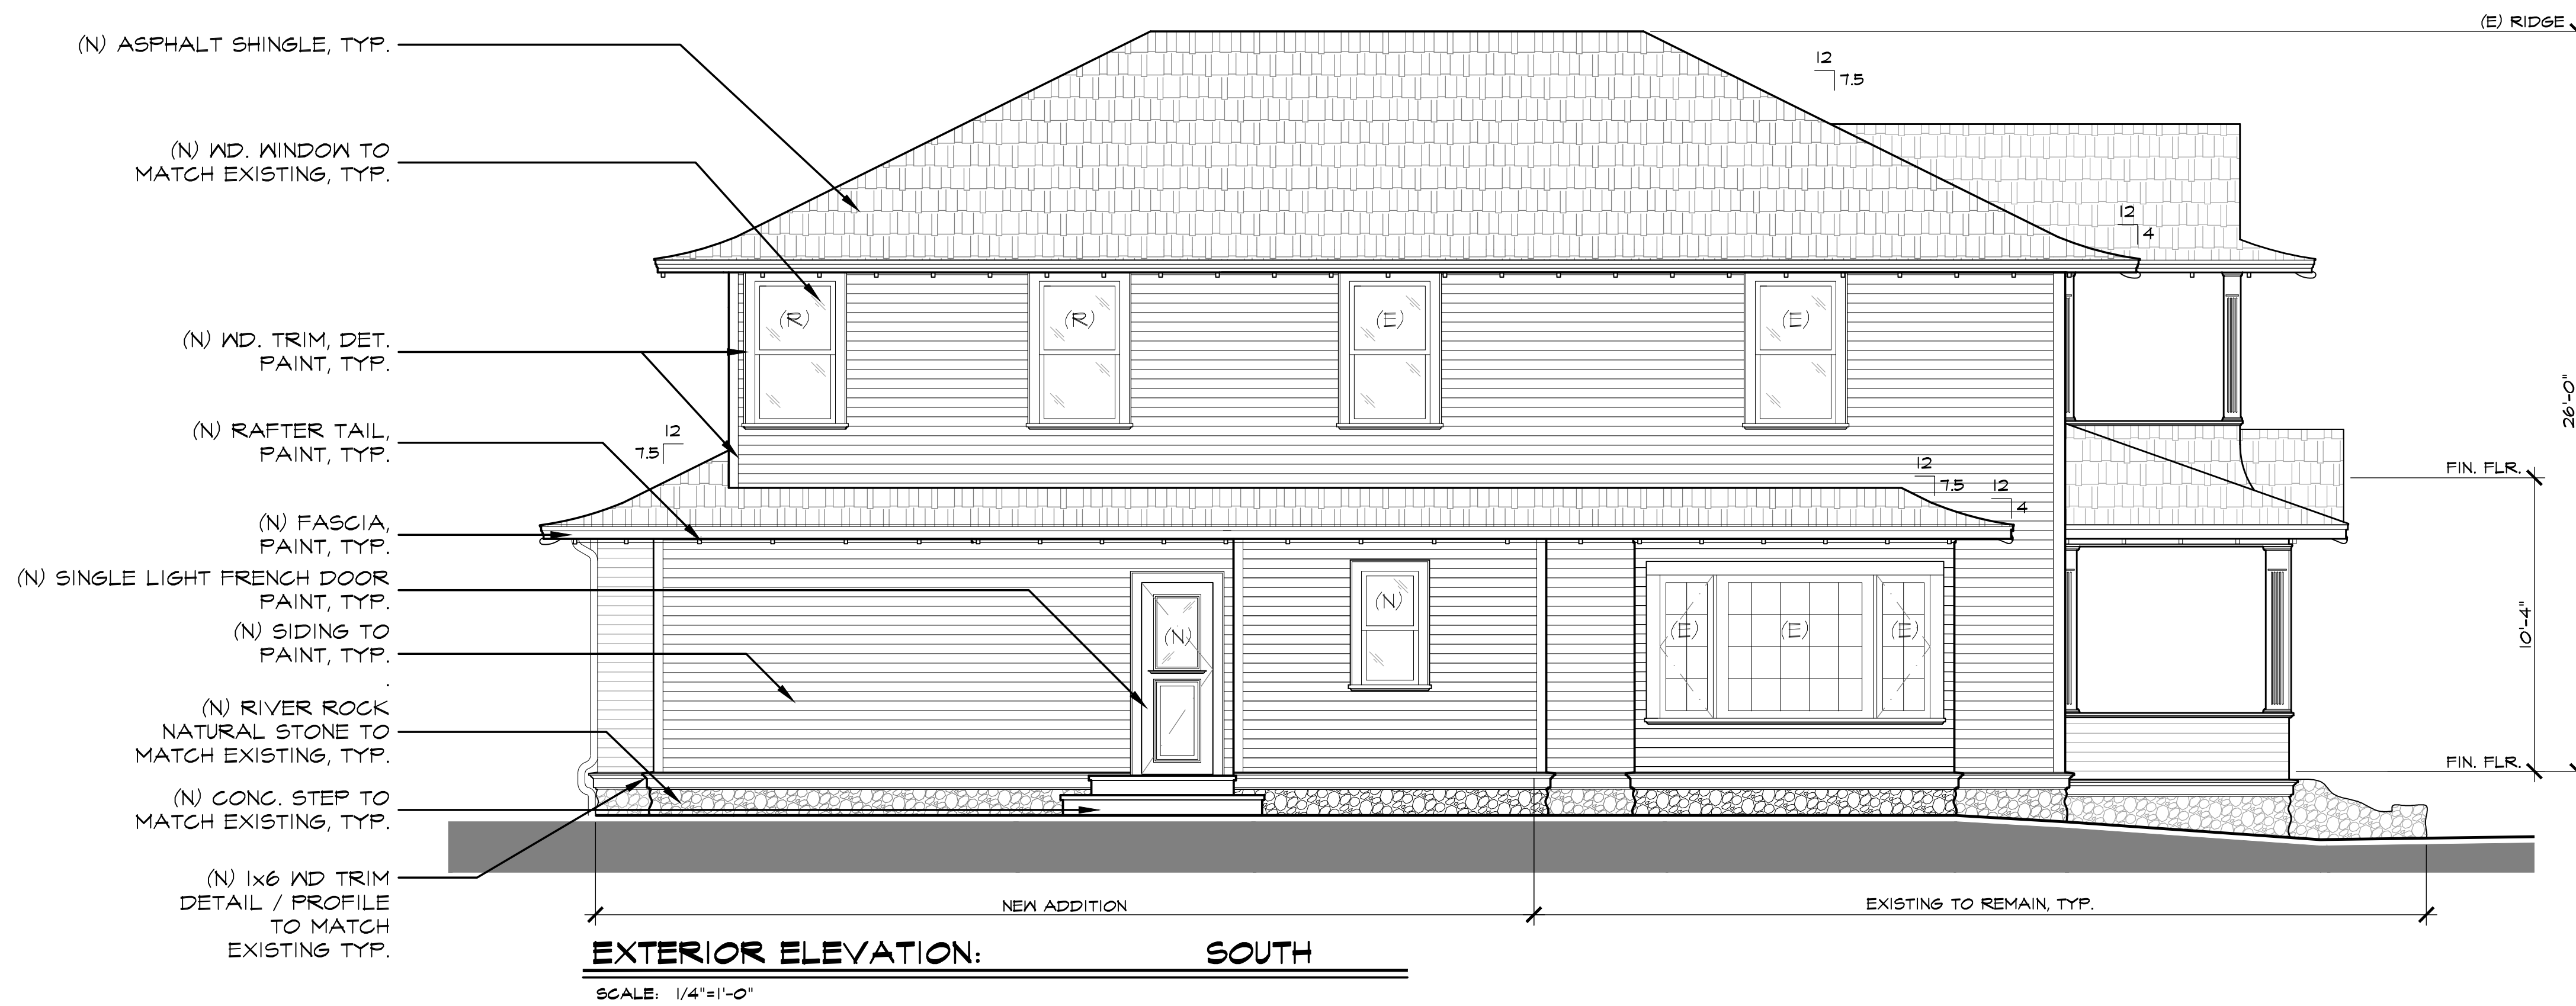 (E) RIDGE
(N) ASPHALT SHINGLE, TYP.
12
7.5
(N) WD. WINDOW TO
MATCH EXISTING, TYP.
12
4
(R)
(R)
(E)
(E)
(N) WD. TRIM, DET.
PAINT, TYP.
26'-0"
(N) RAFTER TAIL,
PAINT, TYP.
12
7.5
12
7.5
12
4
FIN. FLR.
(N) FASCIA,
PAINT, TYP.
(N) SINGLE LIGHT FRENCH DOOR
PAINT, TYP.
(N)
(N)
(E)
(E)
(E)
10'-4"
(N) SIDING TO
PAINT, TYP.
.
(N) RIVER ROCK
NATURAL STONE TO
MATCH EXISTING, TYP.
FIN. FLR.
(N) CONC. STEP TO
MATCH EXISTING, TYP.
(N) 1x6 WD TRIM
DETAIL / PROFILE
TO MATCH
EXISTING TYP.
NEW ADDITION
EXISTING TO REMAIN, TYP.
EXTERIOR ELEVATION: SOUTH
SCALE: 1/4"=1'-0"